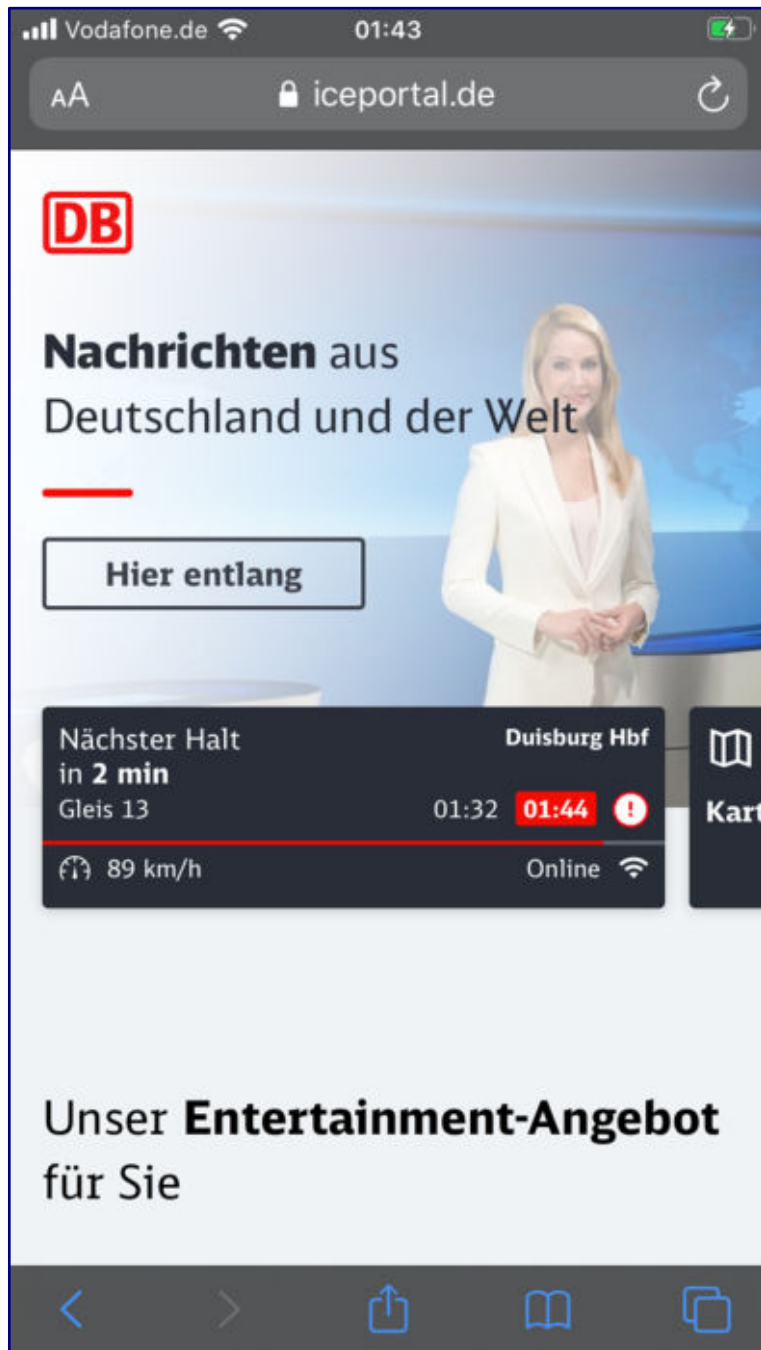 Vodafone.de 01:43
AA iceportal.de
DB
Nachrichten aus
Deutschland und der Welt
Hier entlang
Nächster Halt Duisburg Hbf
in 2 min
Gleis 13 01:32 01:44 !
89 km/h Online
Kart
Unser Entertainment-Angebot
für Sie